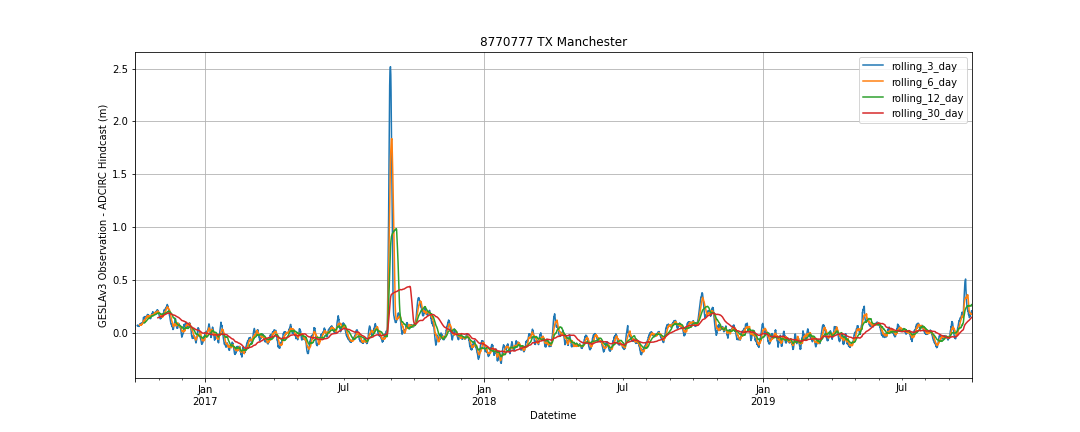 8770777 TX Manchester
GESLAv3 Observation - ADCIRC Hindcast (m)
2.5
2.0
1.5
1.0
0.5
0.0
rolling_3_day
rolling_6_day
rolling_12_day
rolling_30_day
Jan
2017
Jul
Jan
2018
Jul
Jan
2019
Jul
Datetime